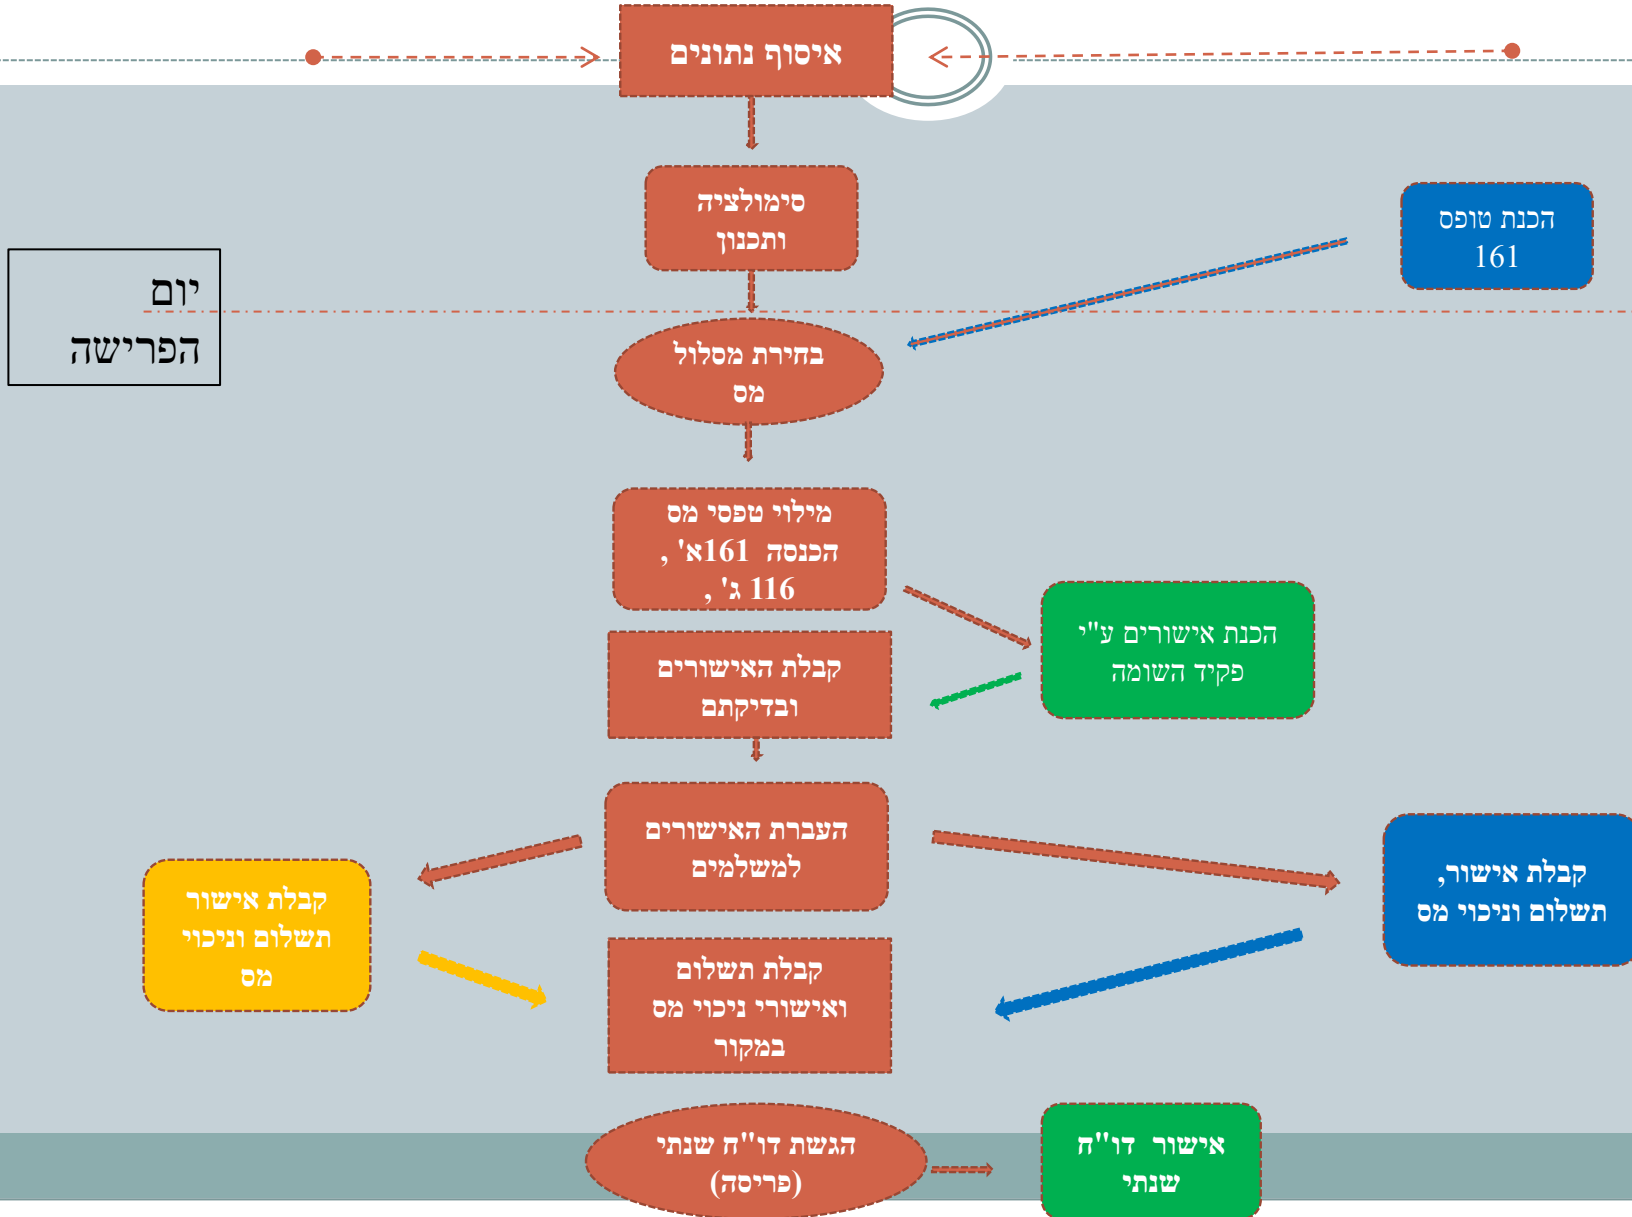 איסוף נתונים
סימולציה
ותכנון
הכנת טופס
161
יום
הפרישה
בחירת מסלול
מס
מילוי טפסי מס
הכנסה 161א' ,
116 ג' ,
הכנת אישורים ע"י
פקיד השומה
קבלת האישורים
ובדיקתם
העברת האישורים
למשלמים
קבלת אישור,
תשלום וניכוי מס
קבלת אישור
תשלום וניכוי
מס
קבלת תשלום
ואישורי ניכוי מס
במקור
הגשת דו"ח שנתי
(פריסה)
אישור דו"ח
שנתי